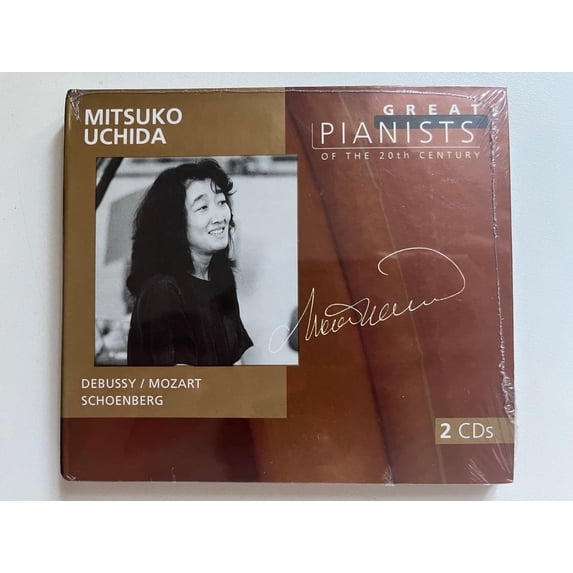 MITSUKO
UCHIDA
GREAT
PIANISTS
OF THE 20th CENTURY
DEBUSSY / MOZART
SCHOENBERG
2 CDs